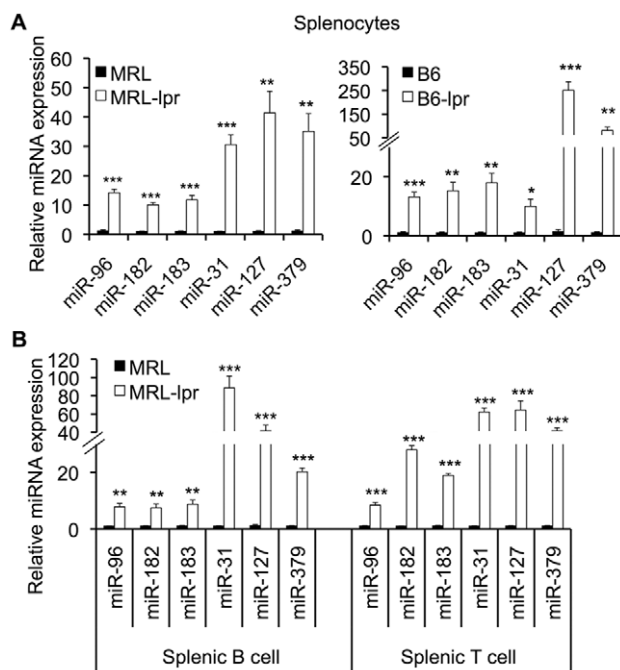 A
Splenocytes
Relative miRNA expression
60
50
40
30
20
10
0
MRL
MRL-lpr
***
***
***
***
**
**
miR-96
miR-182
miR-183
miR-31
miR-127
miR-379
350
250
150
50
20
0
B6
B6-lpr
***
**
**
*
***
**
miR-96
miR-182
miR-183
miR-31
miR-127
miR-379
B
Relative miRNA expression
120
100
80
60
40
20
0
MRL
MRL-lpr
**
**
**
***
***
***
***
***
***
***
***
***
miR-96
miR-182
miR-183
miR-31
miR-127
miR-379
miR-96
miR-182
miR-183
miR-31
miR-127
miR-379
Splenic B cell
Splenic T cell